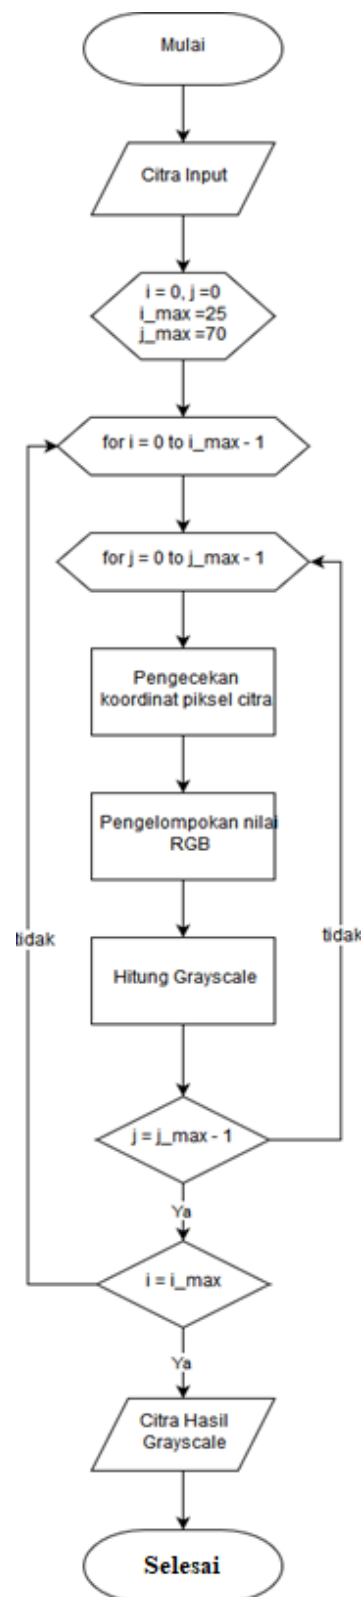 Mulai
Citra Input
i = 0, j =0
i_max =25
j_max =70
for i = 0 to i_max - 1
for j = 0 to j_max - 1
Pengecekan
koordinat piksel citra
Pengelompokan nilai
RGB
tidak
tidak
Hitung Grayscale
j = j_max - 1
Ya
i = i_max
Ya
Citra Hasil
Grayscale
Selesai